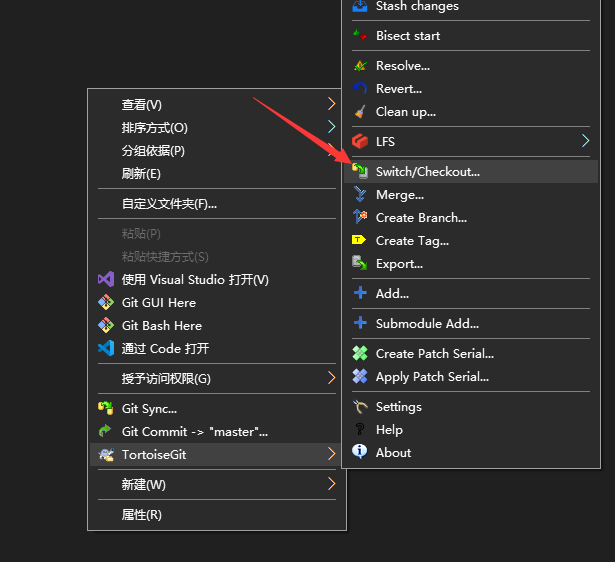 查看(V)
排序方式(O)
分组依据(P)
刷新(E)
自定义文件夹(F)...
粘贴(P)
粘贴快捷方式(S)
使用 Visual Studio 打开(V)
Git GUI Here
Git Bash Here
通过 Code 打开
授予访问权限(G)
Git Sync...
Git Commit -> "master"...
TortoiseGit
新建(W)
属性(R)
Stash changes
Bisect start
Resolve...
Revert...
Clean up...
LFS
Switch/Checkout...
Merge...
Create Branch...
Create Tag...
Export...
Add...
Submodule Add...
Create Patch Serial...
Apply Patch Serial...
Settings
Help
About